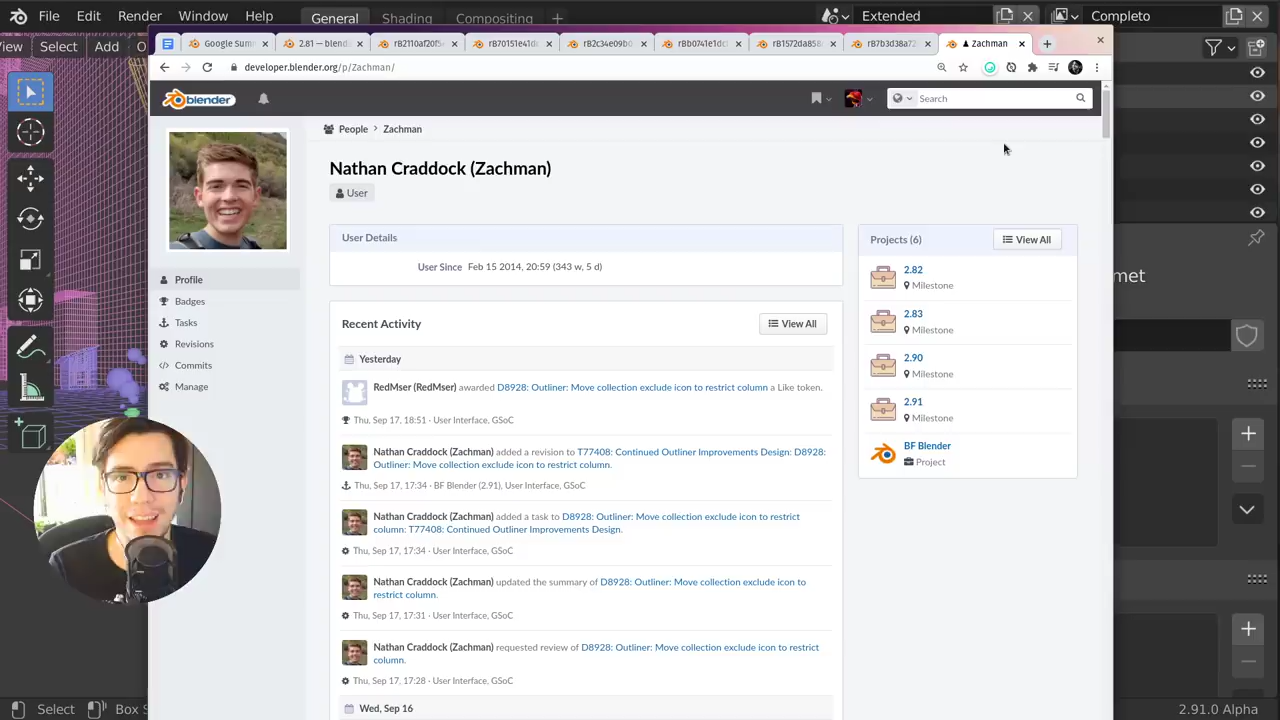 File Edit Render Window Help
General Shading Compositing +
Extended
Completo
View Select Add
Google Sum
2.81 — blend
rB2110af20f5
rB70151e41d
rB2c34e09b0
rBb0741e1dc
rB1572da858
rB7b3d38a72
Zachman
developer.blender.org/p/Zachman/
blender
Search
People > Zachman
Nathan Craddock (Zachman)
User
User Details
User Since Feb 15 2014, 20:59 (343 w, 5 d)
Projects (6)
View All
2.82
Milestone
2.83
Milestone
2.90
Milestone
2.91
Milestone
BF Blender
Project
Profile
Badges
Tasks
Revisions
Commits
Manage
Recent Activity
View All
Yesterday
RedMser (RedMser) awarded D8928: Outliner: Move collection exclude icon to restrict column a Like token.
Thu, Sep 17, 18:51 · User Interface, GSoC
Nathan Craddock (Zachman) added a revision to T77408: Continued Outliner Improvements Design: D8928:
Outliner: Move collection exclude icon to restrict column.
Thu, Sep 17, 17:34 · BF Blender (2.91), User Interface, GSoC
Nathan Craddock (Zachman) added a task to D8928: Outliner: Move collection exclude icon to restrict
column: T77408: Continued Outliner Improvements Design.
Thu, Sep 17, 17:34 · User Interface, GSoC
Nathan Craddock (Zachman) updated the summary of D8928: Outliner: Move collection exclude icon to
restrict column.
Thu, Sep 17, 17:31 · User Interface, GSoC
Nathan Craddock (Zachman) requested review of D8928: Outliner: Move collection exclude icon to restrict
column.
Thu, Sep 17, 17:28 · User Interface, GSoC
Wed, Sep 16
met
Select
Box S
2.91.0 Alpha